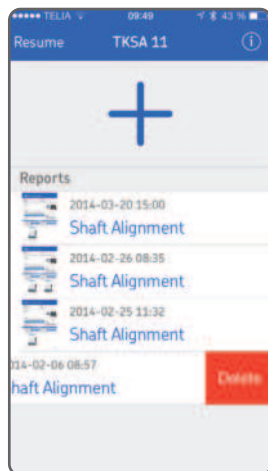 TELIA 09:49 43 %
Resume TKSA 11
Reports
2014-03-20 15:00
Shaft Alignment
2014-02-26 08:35
Shaft Alignment
2014-02-25 11:32
Shaft Alignment
014-02-06 08:57
haft Alignment
Delete